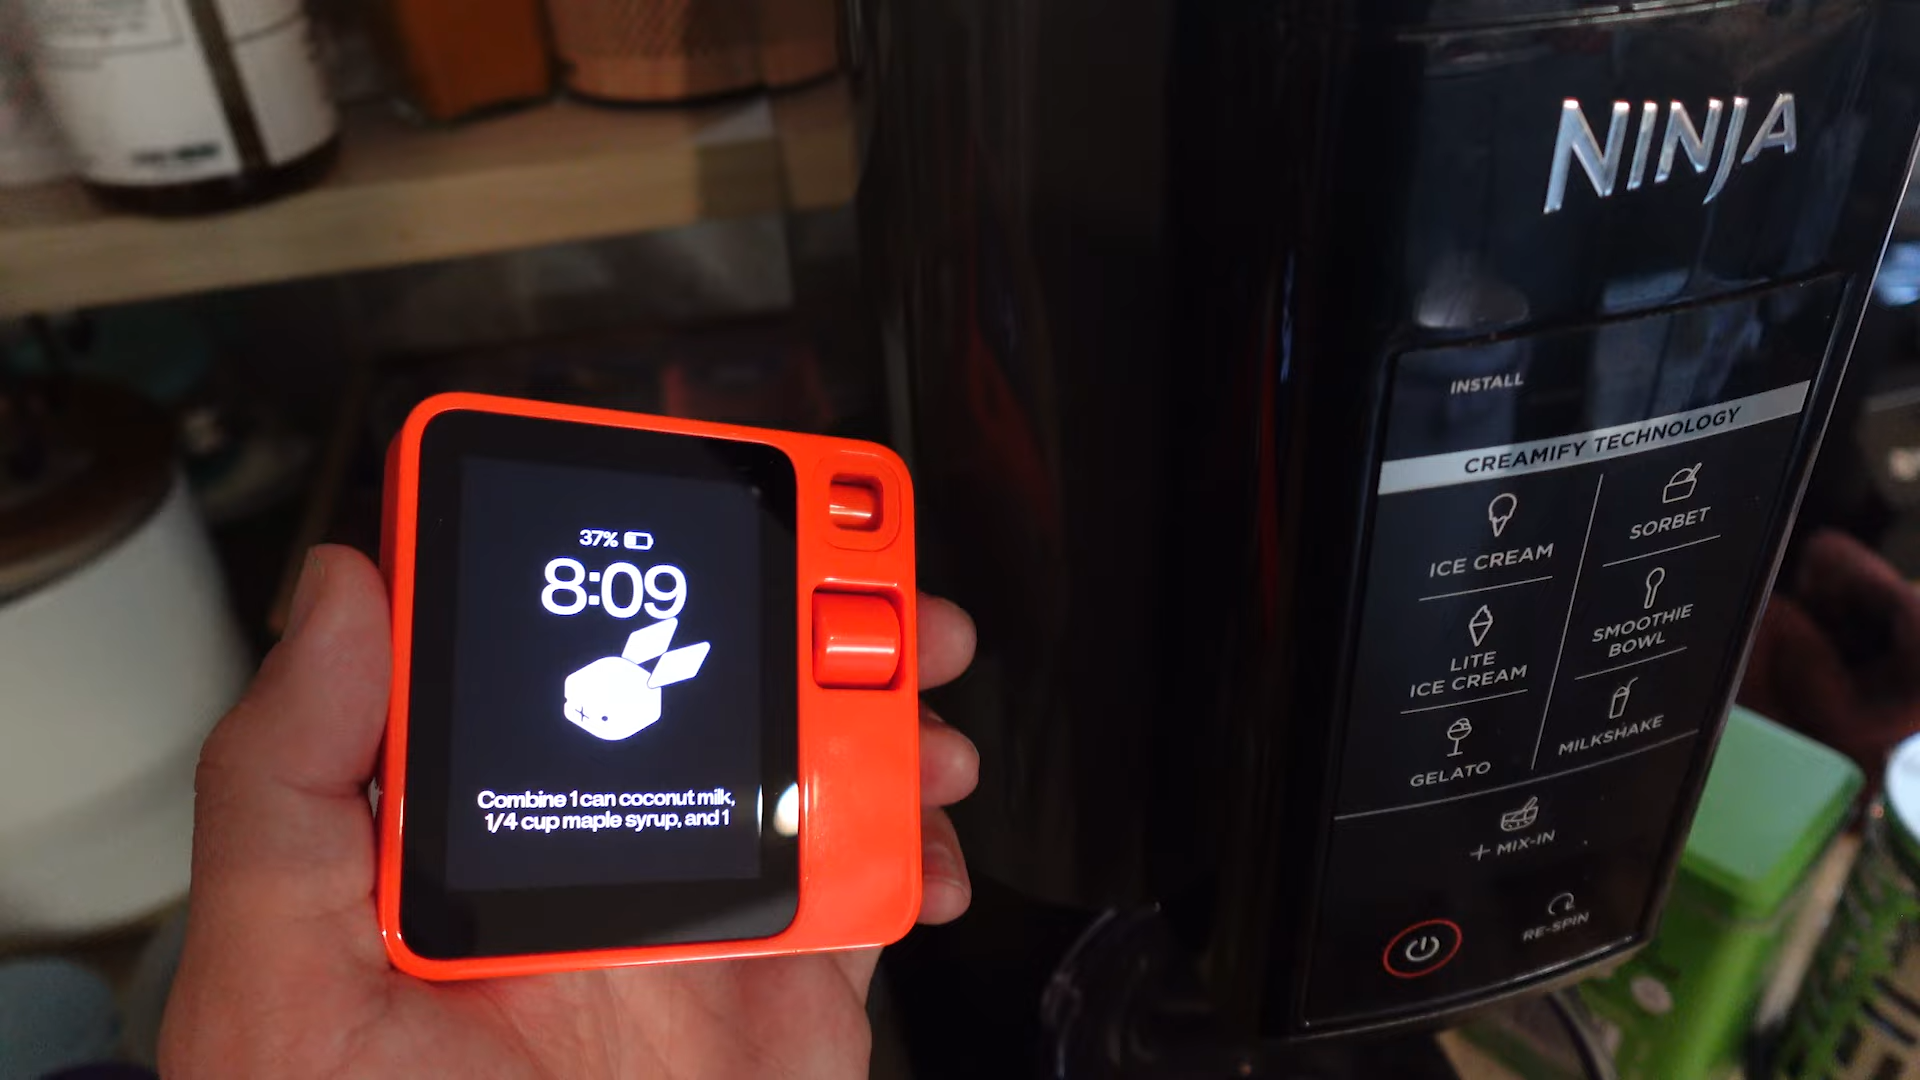 37%
8:09
Combine 1 can coconut milk,
1/4 cup maple syrup, and 1
NINJA
INSTALL
CREAMIFY TECHNOLOGY
ICE CREAM
LITE
ICE CREAM
GELATO
SORBET
SMOOTHIE
BOWL
MILKSHAKE
+ MIX-IN
RE-SPIN